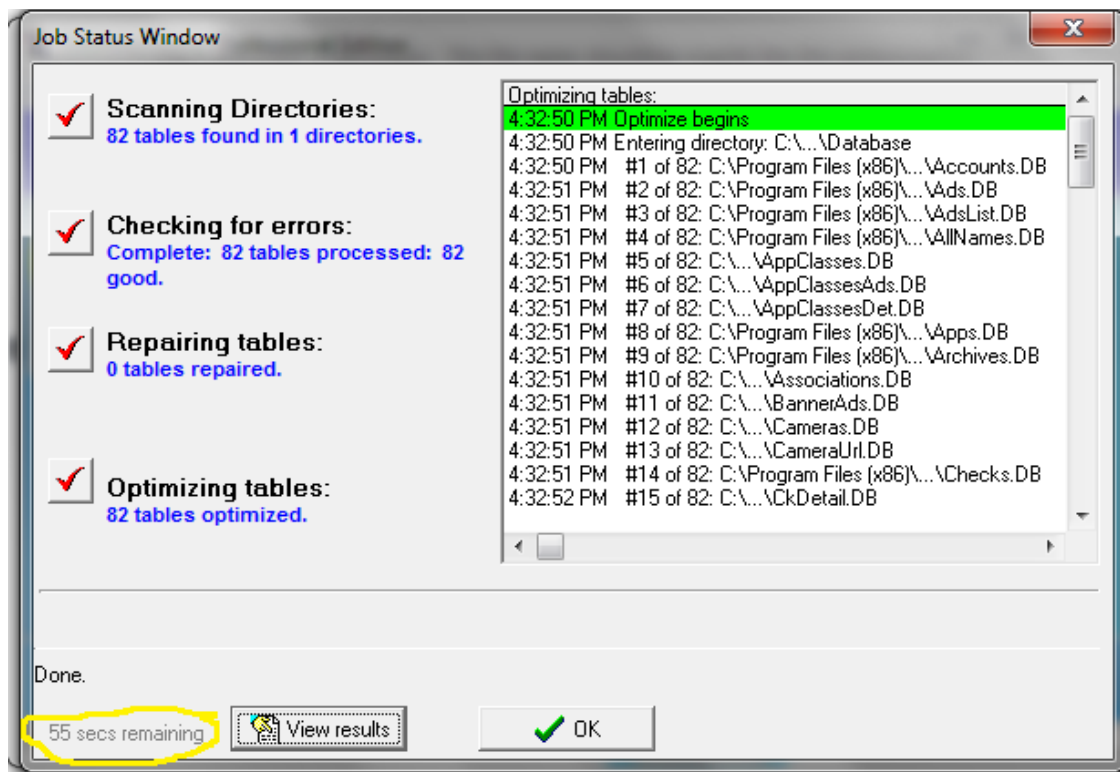 Job Status Window
Scanning Directories:
82 tables found in 1 directories.
Checking for errors:
Complete: 82 tables processed: 82
good.
Repairing tables:
0 tables repaired.
Optimizing tables:
82 tables optimized.
Optimizing tables:
4:32:50 PM Optimize begins
4:32:50 PM Entering directory: C:\...\Database
4:32:50 PM #1 of 82: C:\Program Files (x86)\...\Accounts.DB
4:32:51 PM #2 of 82: C:\Program Files (x86)\...\Ads.DB
4:32:51 PM #3 of 82: C:\Program Files (x86)\...\AdsList.DB
4:32:51 PM #4 of 82: C:\Program Files (x86)\...\AllNames.DB
4:32:51 PM #5 of 82: C:\...\AppClasses.DB
4:32:51 PM #6 of 82: C:\...\AppClassesAds.DB
4:32:51 PM #7 of 82: C:\...\AppClassesDet.DB
4:32:51 PM #8 of 82: C:\Program Files (x86)\...\Apps.DB
4:32:51 PM #9 of 82: C:\Program Files (x86)\...\Archives.DB
4:32:51 PM #10 of 82: C:\...\Associations.DB
4:32:51 PM #11 of 82: C:\...\BannerAds.DB
4:32:51 PM #12 of 82: C:\...\Cameras.DB
4:32:51 PM #13 of 82: C:\...\CameraUrl.DB
4:32:51 PM #14 of 82: C:\Program Files (x86)\...\Checks.DB
4:32:52 PM #15 of 82: C:\...\CkDetail.DB
Done.
55 secs remaining
View results
OK